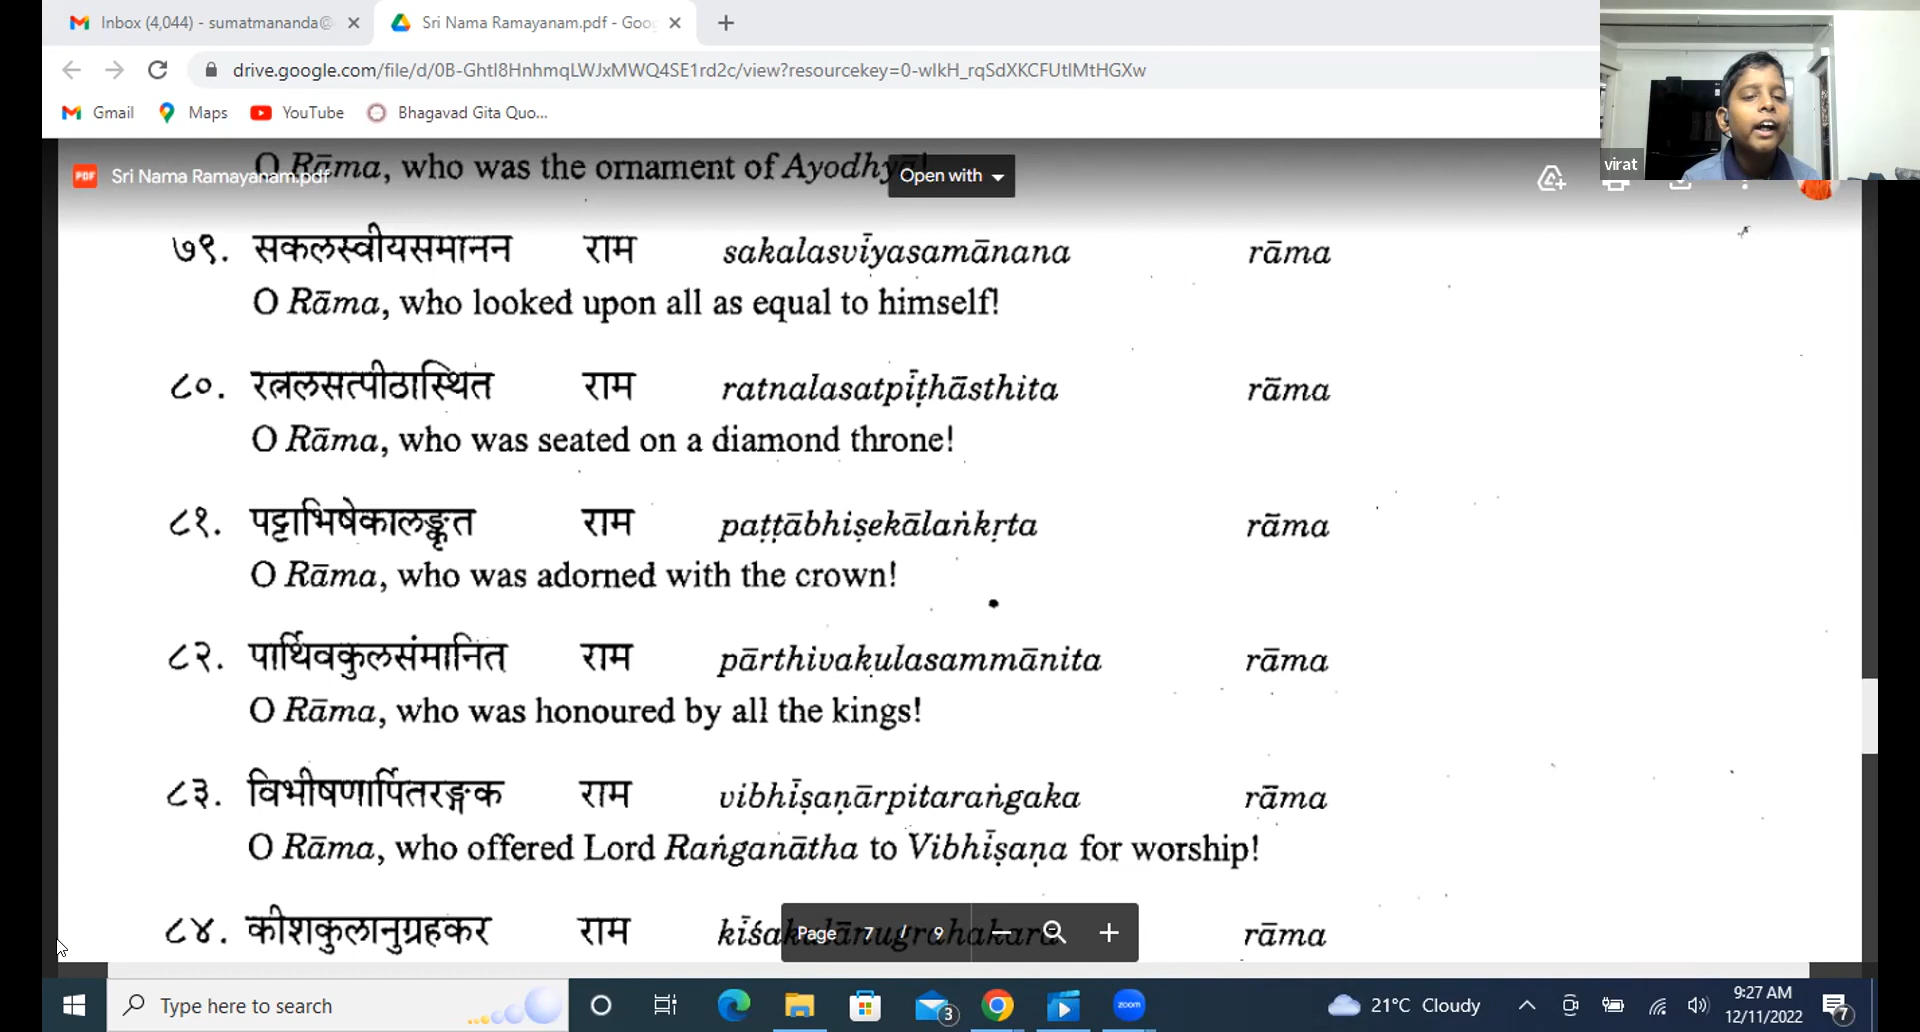 Inbox (4,044) - sumatmananda@
Sri Nama Ramayanam.pdf - Goo
drive.google.com/file/d/0B-Ghtl8HnhmqLWJxMWQ4SE1rd2c/view?resourcekey=0-wlkH_rqSdXKCFUtlMtHGXw
Gmail Maps YouTube Bhagavad Gita Quo...
virat
O Rāma, who was the ornament of Ayodhyā!
PDF Sri Nama Ramayanam.pdf Open with
७९. सकलस्वीयसमानन राम sakalasvīyasamānana rāma
O Rāma, who looked upon all as equal to himself!
८०. रत्नलसत्पीठास्थित राम ratnalasatpīṭhāsthita rāma
O Rāma, who was seated on a diamond throne!
८१. पट्टाभिषेकालङ्कृत राम paṭṭābhiṣekālaṅkṛta rāma
O Rāma, who was adorned with the crown!
८२. पार्थिवकुलसंमानित राम pārthivakulasammānita rāma
O Rāma, who was honoured by all the kings!
८३. विभीषणार्पितरङ्गक राम vibhīṣaṇārpitaraṅgaka rāma
O Rāma, who offered Lord Raṅganātha to Vibhīṣaṇa for worship!
८४. कीशकुलानुग्रहकर राम kīśakulānugrahakara rāma
Page 7 / 9
Type here to search
3
zoom
21°C Cloudy
9:27 AM
12/11/2022
7